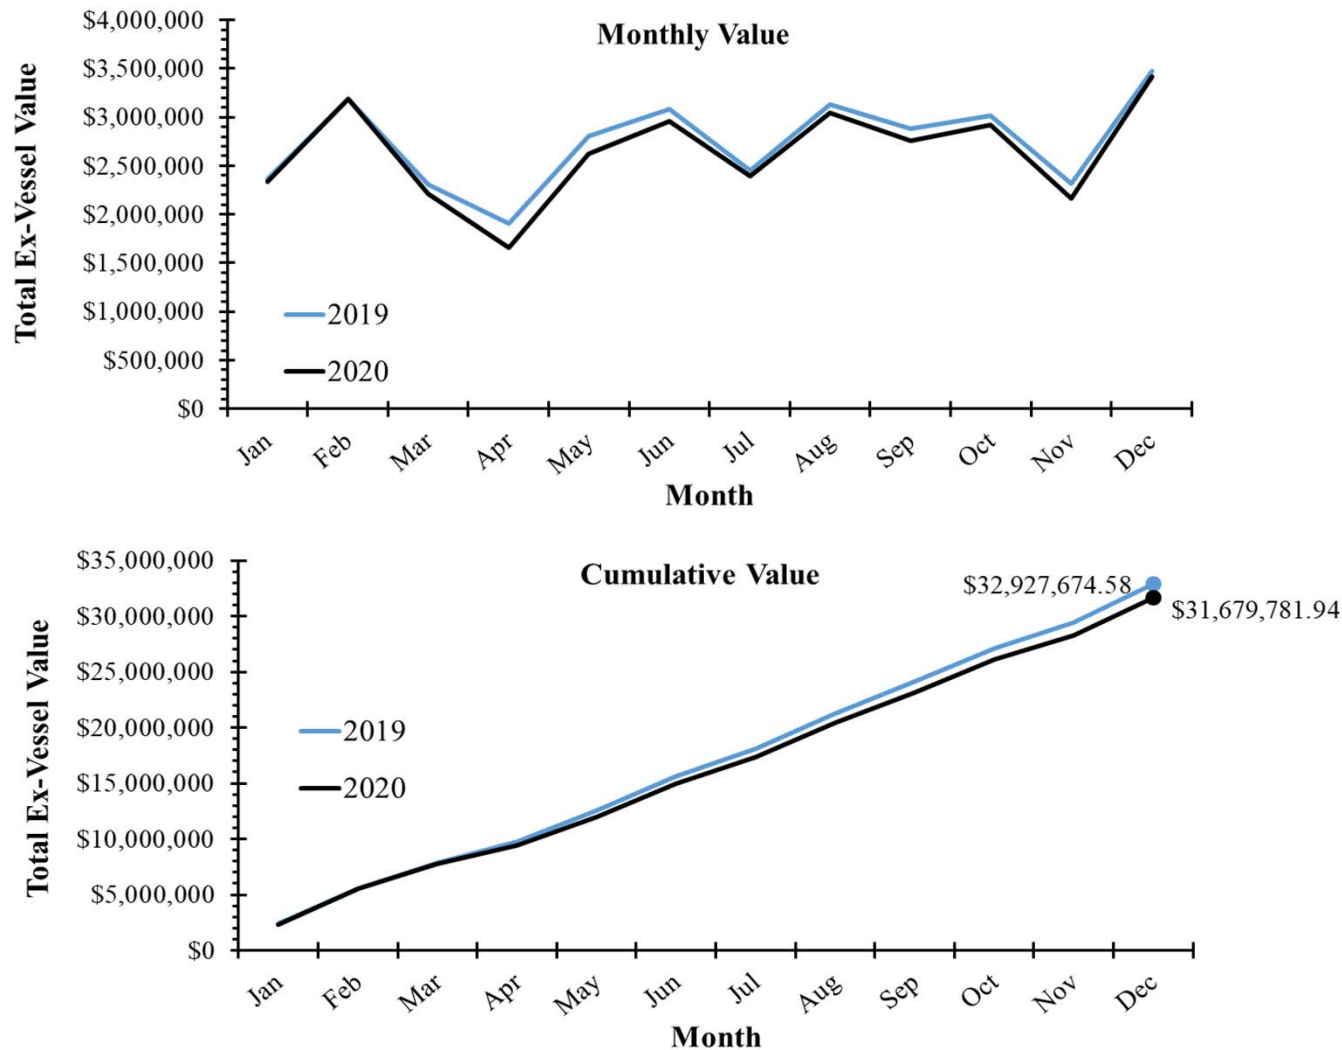 Monthly Value
Total Ex-Vessel Value
$4,000,000
$3,500,000
$3,000,000
$2,500,000
$2,000,000
$1,500,000
$1,000,000
$500,000
$0
2019
2020
Jan
Feb
Mar
Apr
May
Jun
Jul
Aug
Sep
Oct
Nov
Dec
Month
Cumulative Value
Total Ex-Vessel Value
$35,000,000
$30,000,000
$25,000,000
$20,000,000
$15,000,000
$10,000,000
$5,000,000
$0
$32,927,674.58
$31,679,781.94
2019
2020
Jan
Feb
Mar
Apr
May
Jun
Jul
Aug
Sep
Oct
Nov
Dec
Month